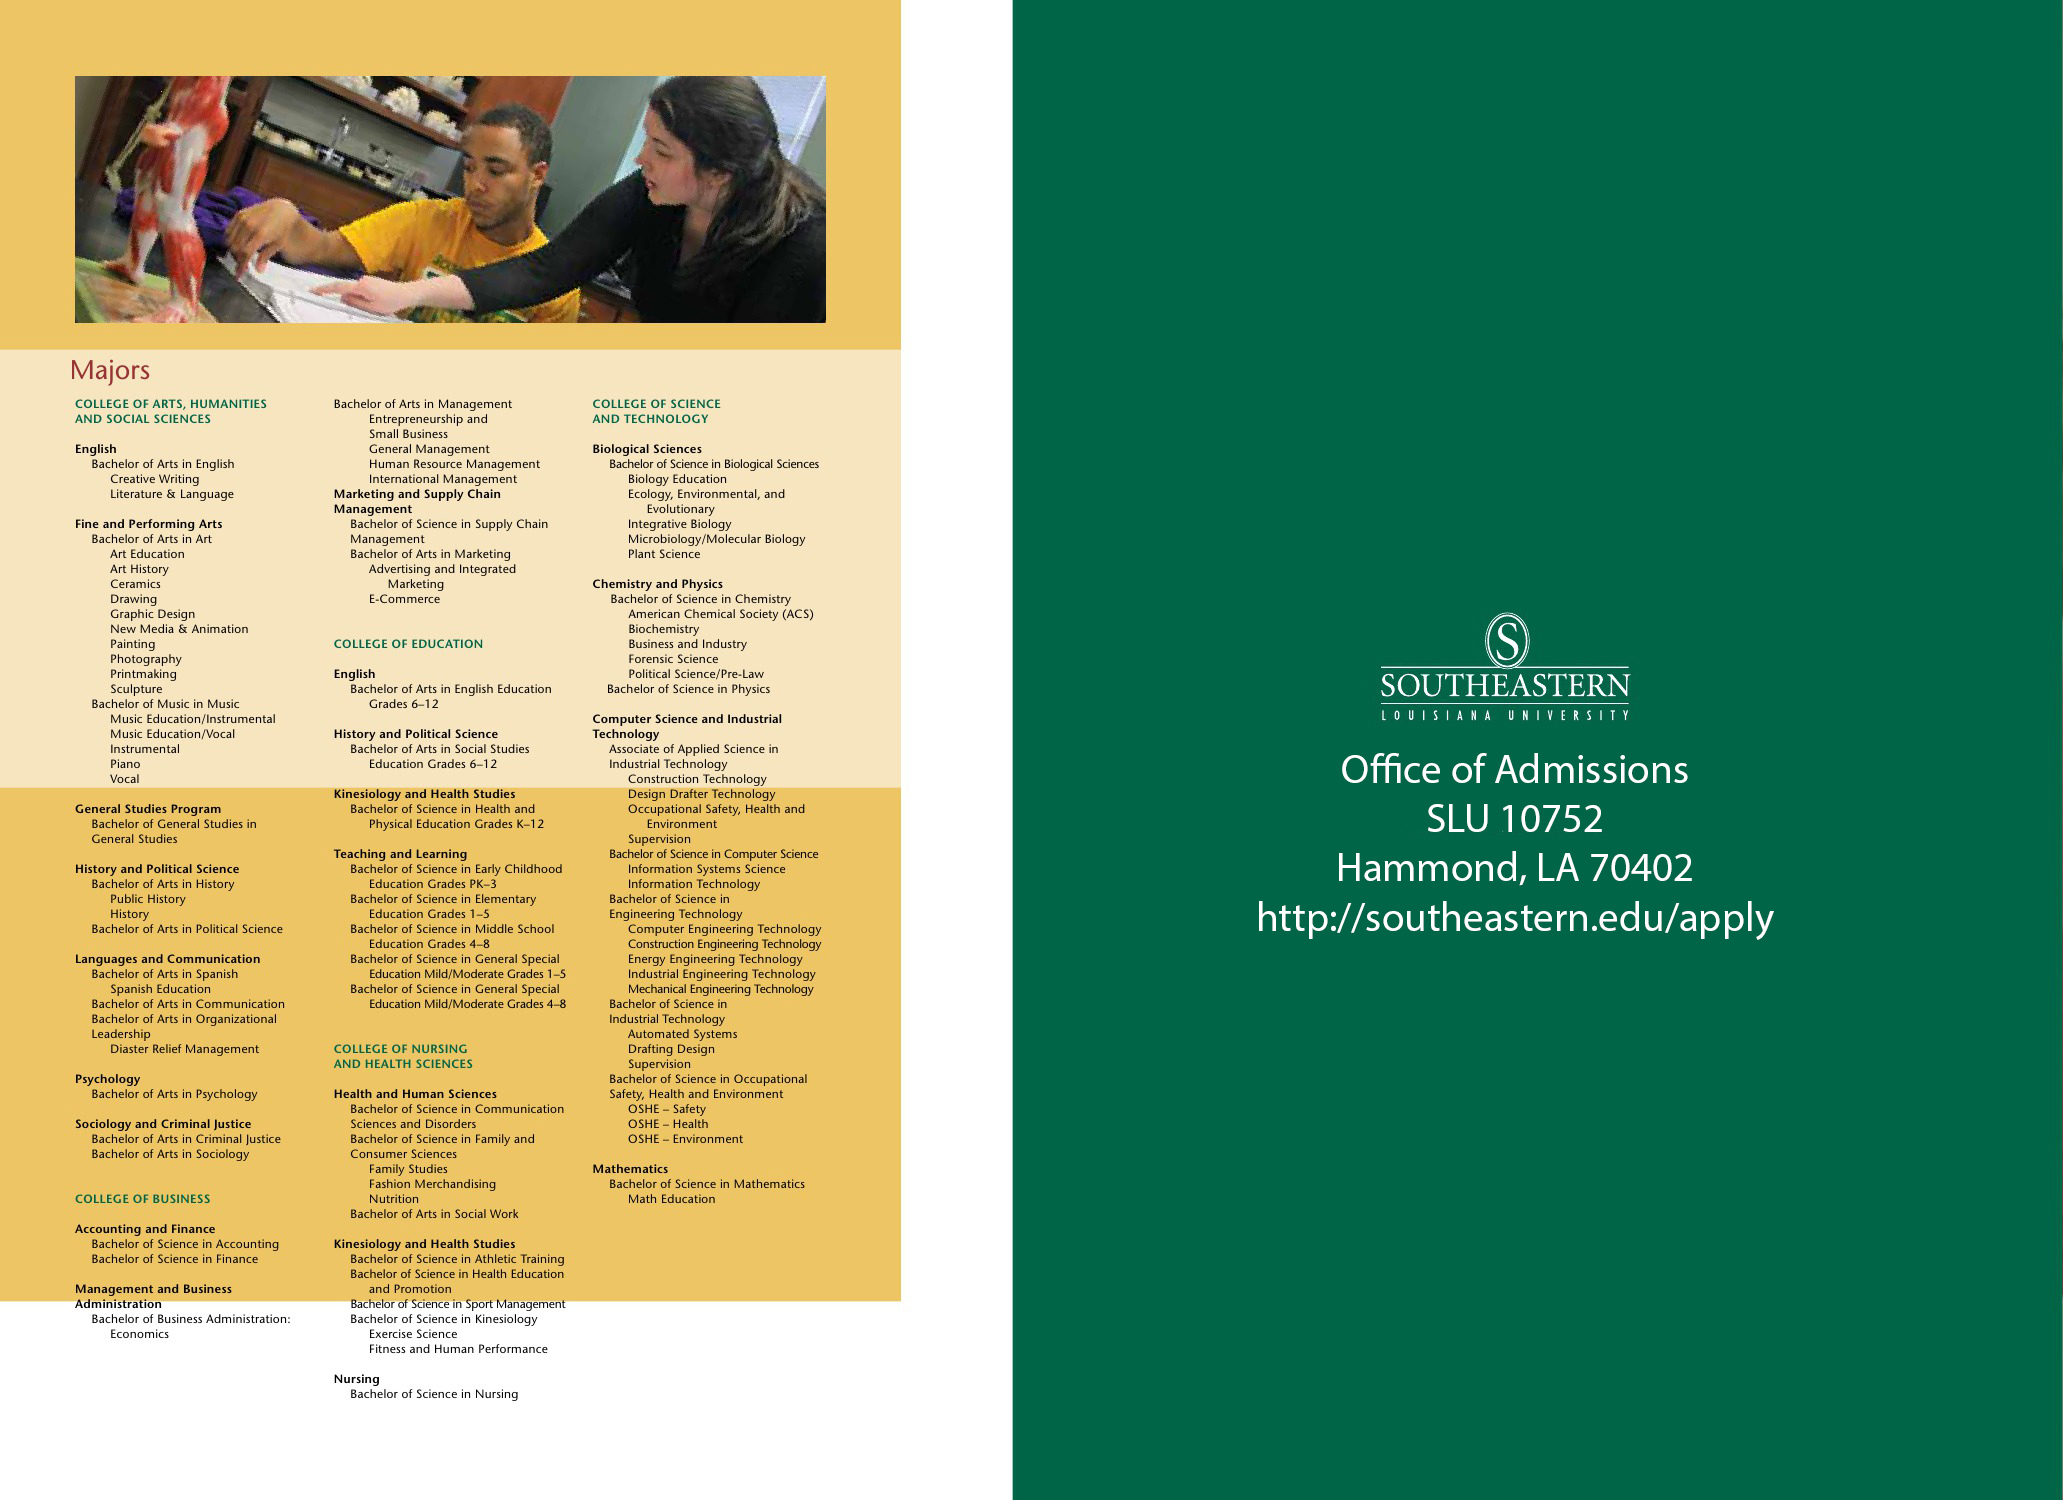 Majors
COLLEGE OF ARTS, HUMANITIES
AND SOCIAL SCIENCES
English
Bachelor of Arts in English
Creative Writing
Literature & Language
Fine and Performing Arts
Bachelor of Arts in Art
Art Education
Art History
Ceramics
Drawing
Graphic Design
New Media & Animation
Painting
Photography
Printmaking
Sculpture
Bachelor of Music in Music
Music Education/Instrumental
Music Education/Vocal
Instrumental
Piano
Vocal
General Studies Program
Bachelor of General Studies in
General Studies
History and Political Science
Bachelor of Arts in History
Public History
History
Bachelor of Arts in Political Science
Languages and Communication
Bachelor of Arts in Spanish
Spanish Education
Bachelor of Arts in Communication
Bachelor of Arts in Organizational
Leadership
Diaster Relief Management
Psychology
Bachelor of Arts in Psychology
Sociology and Criminal Justice
Bachelor of Arts in Criminal Justice
Bachelor of Arts in Sociology
COLLEGE OF BUSINESS
Accounting and Finance
Bachelor of Science in Accounting
Bachelor of Science in Finance
Management and Business
Administration
Bachelor of Business Administration:
Economics
Bachelor of Arts in Management
Entrepreneurship and
Small Business
General Management
Human Resource Management
International Management
Marketing and Supply Chain
Management
Bachelor of Science in Supply Chain
Management
Bachelor of Arts in Marketing
Advertising and Integrated
Marketing
E-Commerce
COLLEGE OF EDUCATION
English
Bachelor of Arts in English Education
Grades 6–12
History and Political Science
Bachelor of Arts in Social Studies
Education Grades 6–12
Kinesiology and Health Studies
Bachelor of Science in Health and
Physical Education Grades K–12
Teaching and Learning
Bachelor of Science in Early Childhood
Education Grades PK–3
Bachelor of Science in Elementary
Education Grades 1–5
Bachelor of Science in Middle School
Education Grades 4–8
Bachelor of Science in General Special
Education Mild/Moderate Grades 1–5
Bachelor of Science in General Special
Education Mild/Moderate Grades 4–8
COLLEGE OF NURSING
AND HEALTH SCIENCES
Health and Human Sciences
Bachelor of Science in Communication
Sciences and Disorders
Bachelor of Science in Family and
Consumer Sciences
Family Studies
Fashion Merchandising
Nutrition
Bachelor of Arts in Social Work
Kinesiology and Health Studies
Bachelor of Science in Athletic Training
Bachelor of Science in Health Education
and Promotion
Bachelor of Science in Sport Management
Bachelor of Science in Kinesiology
Exercise Science
Fitness and Human Performance
Nursing
Bachelor of Science in Nursing
COLLEGE OF SCIENCE
AND TECHNOLOGY
Biological Sciences
Bachelor of Science in Biological Sciences
Biology Education
Ecology, Environmental, and
Evolutionary
Integrative Biology
Microbiology/Molecular Biology
Plant Science
Chemistry and Physics
Bachelor of Science in Chemistry
American Chemical Society (ACS)
Biochemistry
Business and Industry
Forensic Science
Political Science/Pre-Law
Bachelor of Science in Physics
Computer Science and Industrial
Technology
Associate of Applied Science in
Industrial Technology
Construction Technology
Design Drafter Technology
Occupational Safety, Health and
Environment
Supervision
Bachelor of Science in Computer Science
Information Systems Science
Information Technology
Bachelor of Science in
Engineering Technology
Computer Engineering Technology
Construction Engineering Technology
Energy Engineering Technology
Industrial Engineering Technology
Mechanical Engineering Technology
Bachelor of Science in
Industrial Technology
Automated Systems
Drafting Design
Supervision
Bachelor of Science in Occupational
Safety, Health and Environment
OSHE – Safety
OSHE – Health
OSHE – Environment
Mathematics
Bachelor of Science in Mathematics
Math Education
S
SOUTHEASTERN
LOUISIANA UNIVERSITY
Office of Admissions
SLU 10752
Hammond, LA 70402
http://southeastern.edu/apply